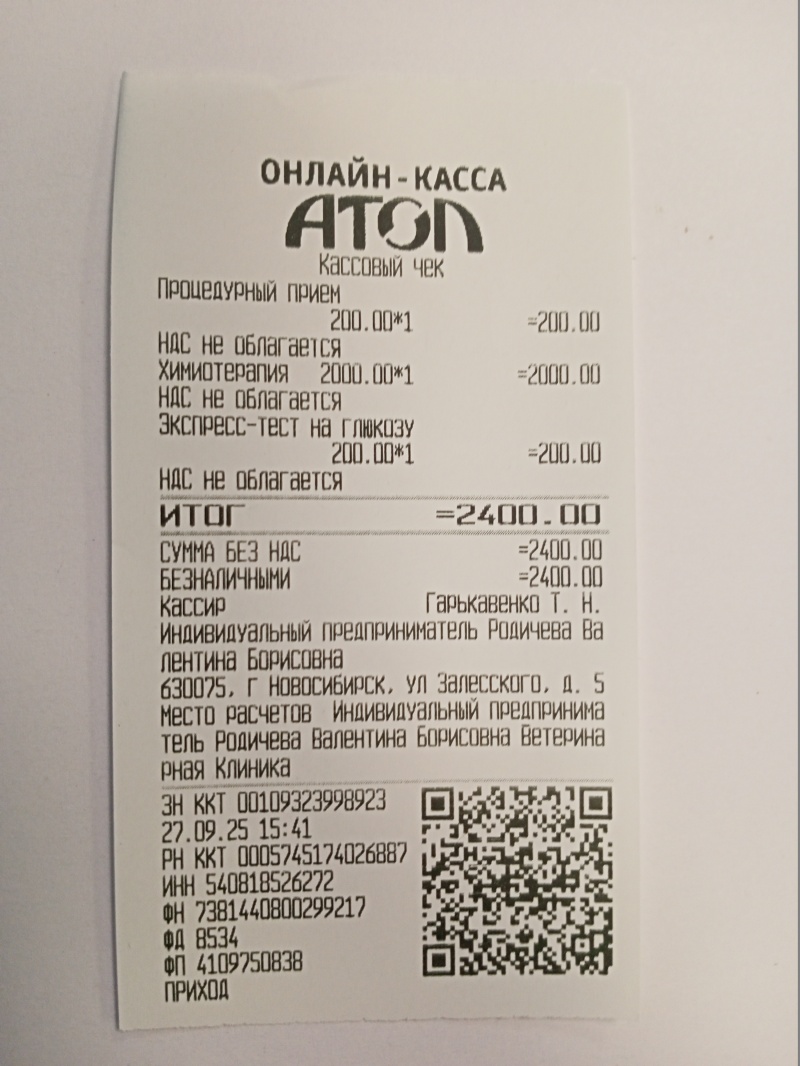 ОНЛАЙН-КАССА
АТОЛ
Кассовый чек
Процедурный прием
200.00*1 =200.00
НДС не облагается
Химиотерапия 2000.00*1 =2000.00
НДС не облагается
Экспресс-тест на глюкозу
200.00*1 =200.00
НДС не облагается
ИТОГ =2400.00
СУММА БЕЗ НДС =2400.00
БЕЗНАЛИЧНЫМИ =2400.00
Кассир Гарькавенко Т. Н.
Индивидуальный предприниматель Родичева Ва
лентина Борисовна
630075, г Новосибирск, ул Залесского, д. 5
Место расчетов Индивидуальный предпринима
тель Родичева Валентина Борисовна Ветерина
рная Клиника
ЗН ККТ 00109323998923
27.09.25 15:41
РН ККТ 0005745174026887
ИНН 540818526272
ФН 7381440800299217
ФД 8534
ФП 4109750838
ПРИХОД